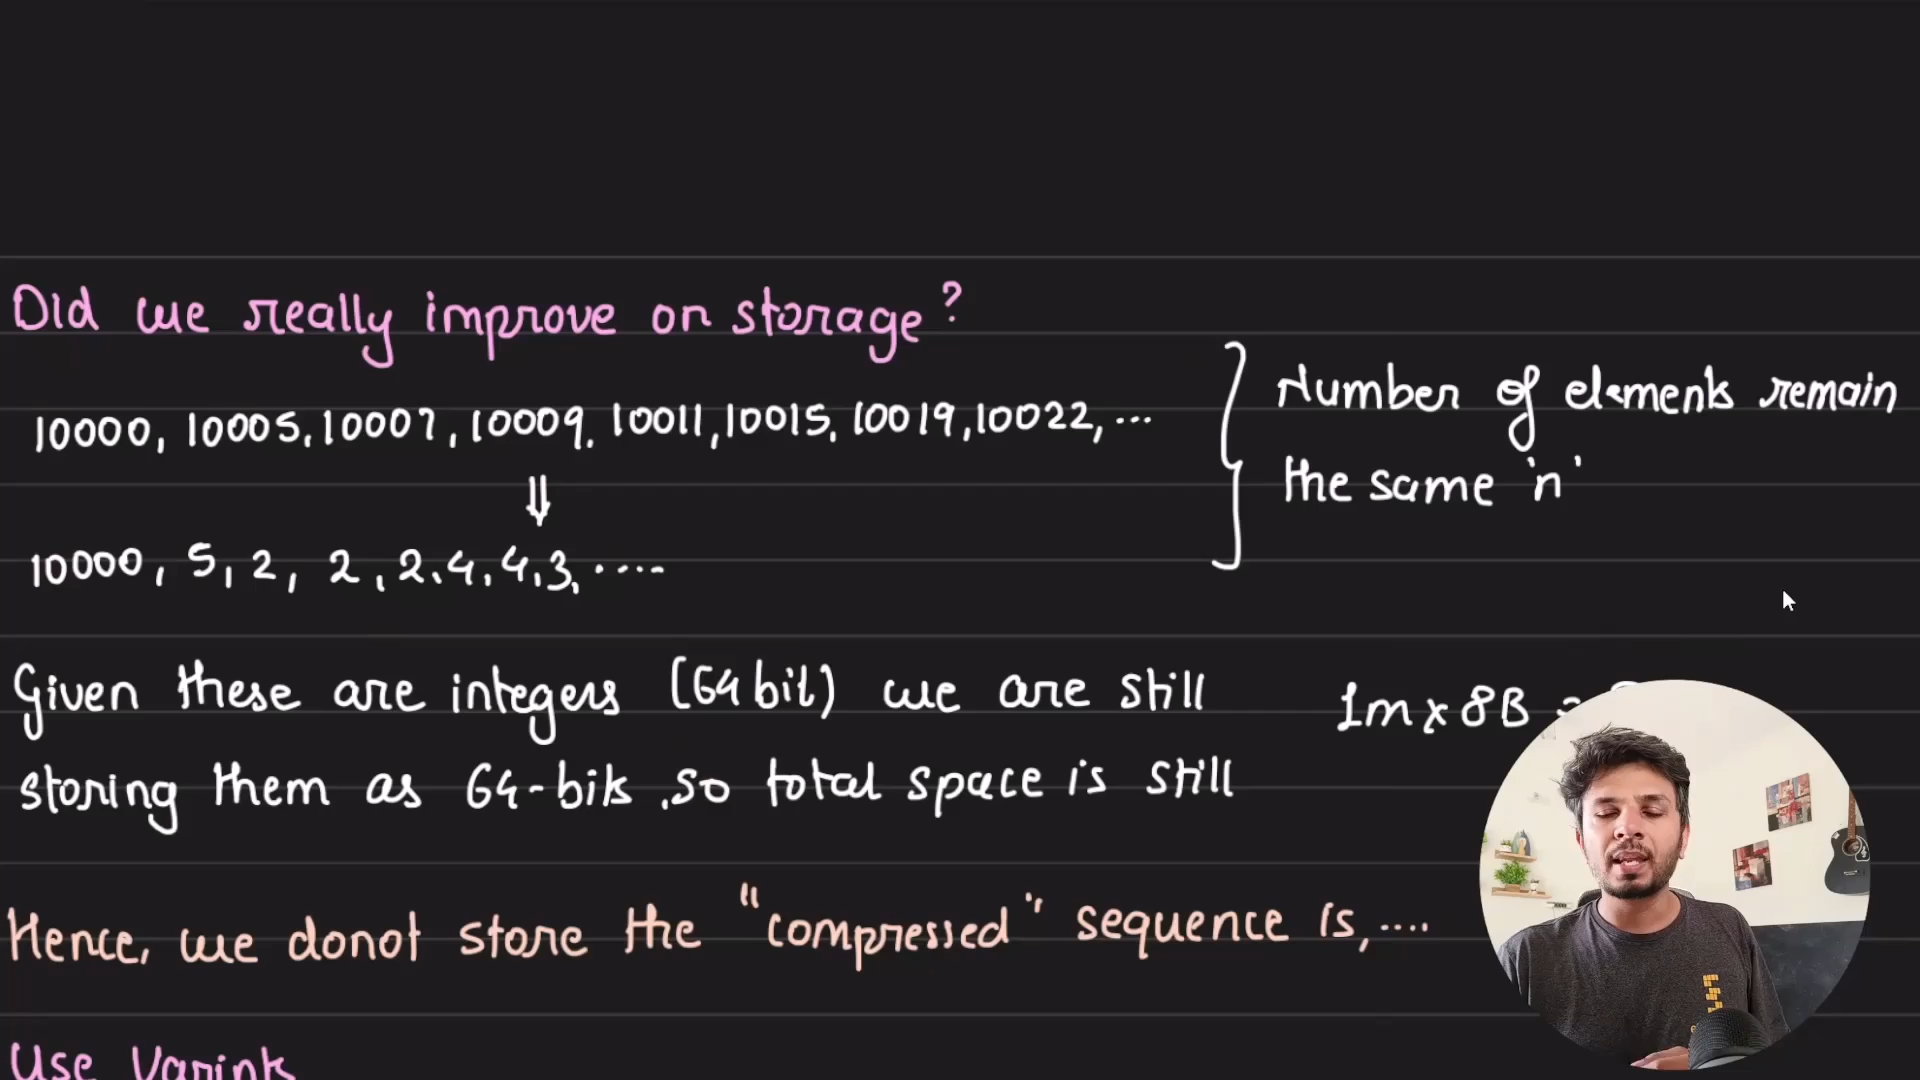 Did we really improve on storage?
10000, 10005, 10007, 10009, 10011, 10015, 10019, 10022, ...
Number of elements remain
the same 'n'
⇓
10000, 5, 2, 2, 2, 4, 4, 3, ....
Given these are integers (64 bit) we are still
1m x 8B =
storing them as 64-bits, so total space is still
Hence, we donot store the "compressed" sequence is, ....
Use Varints